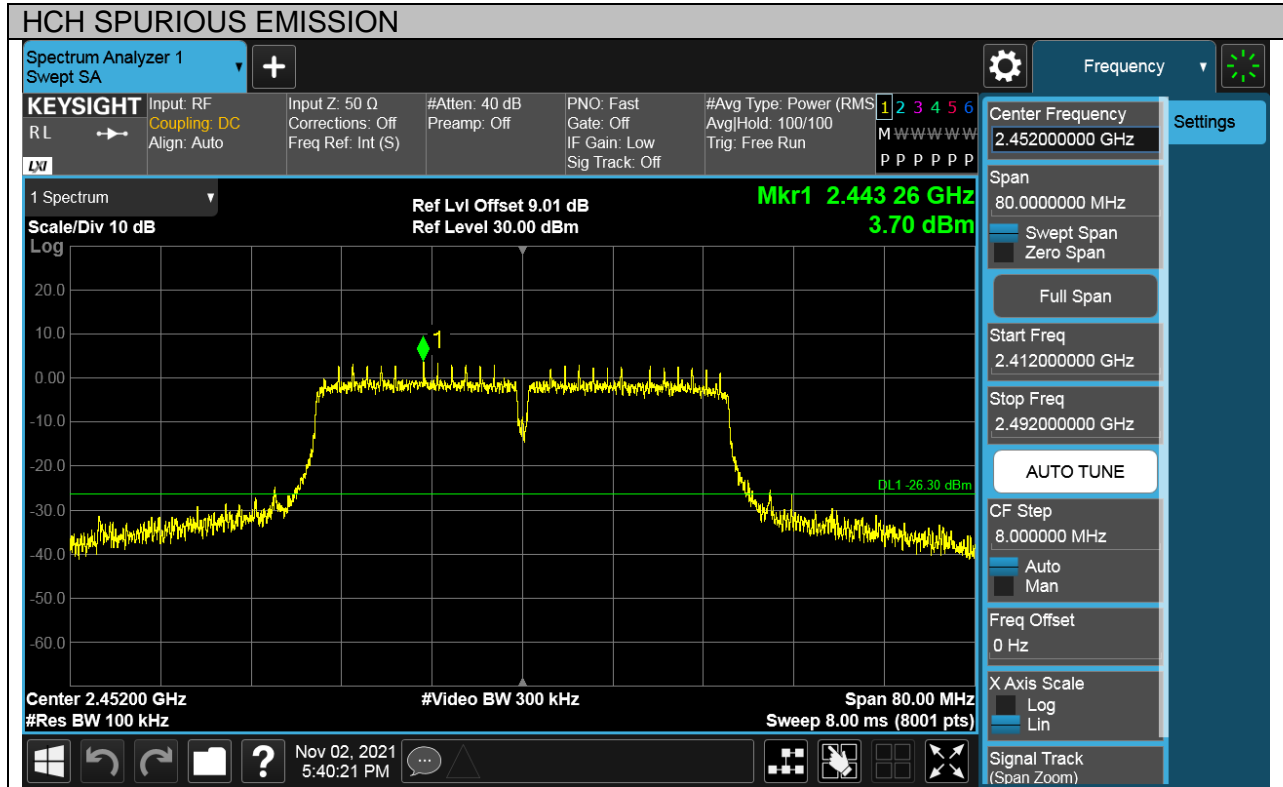 HCH SPURIOUS EMISSION
Spectrum Analyzer 1
Swept SA
+
Frequency
KEYSIGHT
RL
LXI
Input: RF
Coupling: DC
Align: Auto
Input Z: 50 Ω
Corrections: Off
Freq Ref: Int (S)
#Atten: 40 dB
Preamp: Off
PNO: Fast
Gate: Off
IF Gain: Low
Sig Track: Off
#Avg Type: Power (RMS
Avg|Hold: 100/100
Trig: Free Run
1 2 3 4 5 6
M W W W W W
P P P P P P
1 Spectrum
Scale/Div 10 dB
Ref Lvl Offset 9.01 dB
Ref Level 30.00 dBm
Mkr1 2.443 26 GHz
3.70 dBm
Log
20.0
10.0
0.00
-10.0
-20.0
-30.0
-40.0
-50.0
-60.0
1
DL1 -26.30 dBm
Center 2.45200 GHz
#Res BW 100 kHz
#Video BW 300 kHz
Span 80.00 MHz
Sweep 8.00 ms (8001 pts)
Center Frequency
2.452000000 GHz
Settings
Span
80.0000000 MHz
Swept Span
Zero Span
Full Span
Start Freq
2.412000000 GHz
Stop Freq
2.492000000 GHz
AUTO TUNE
CF Step
8.000000 MHz
Auto
Man
Freq Offset
0 Hz
X Axis Scale
Log
Lin
Signal Track
(Span Zoom)
?
Nov 02, 2021
5:40:21 PM